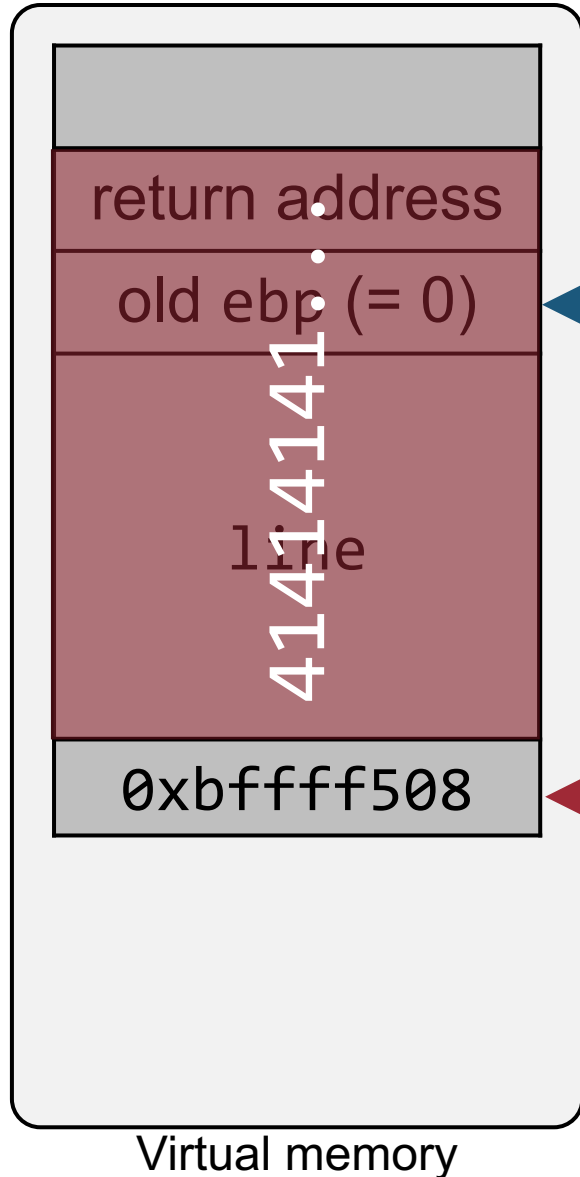 return address
old ebp (= 0)
line
41414141...
0xbffff508
Virtual memory